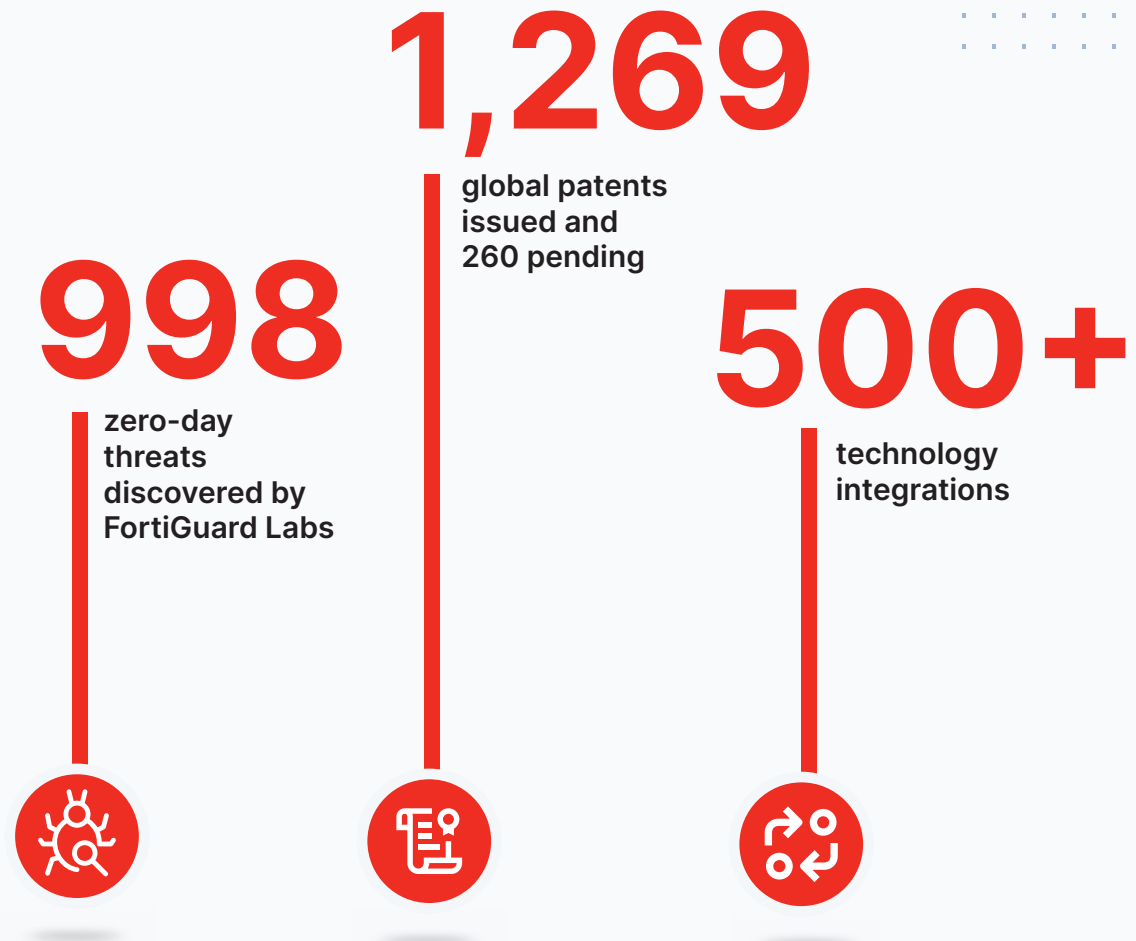 1,269
global patents
issued and
260 pending
998
zero-day
threats
discovered by
FortiGuard Labs
500+
technology
integrations